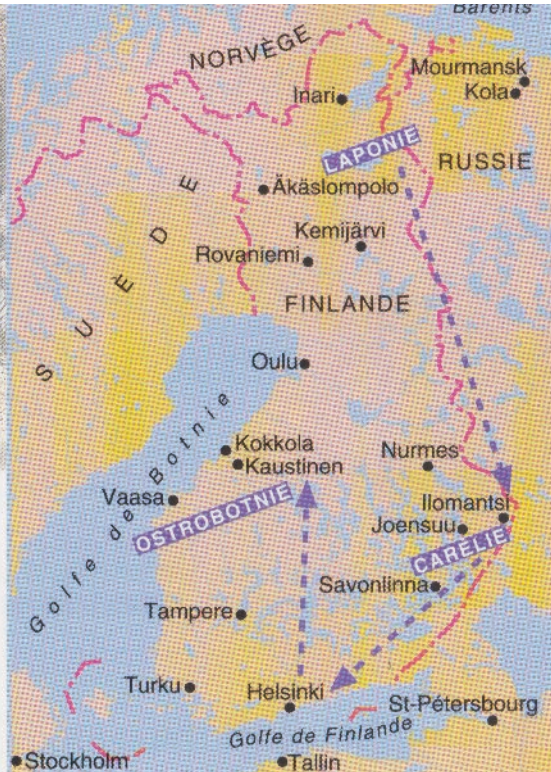 Barents
NORVÈGE
Mourmansk
Kola
Inari
LAPONIE
RUSSIE
SUEDE
Äkäslompolo
Kemijärvi
Rovaniemi
FINLANDE
Oulu
Golfe de Botnie
Kokkola
Kaustinen
Nurmes
Vaasa
OSTROBOTNIE
Ilomantsi
Joensuu
CARÉLIE
Savonlinna
Tampere
Turku
Helsinki
St-Pétersbourg
Golfe de Finlande
Stockholm
Tallin